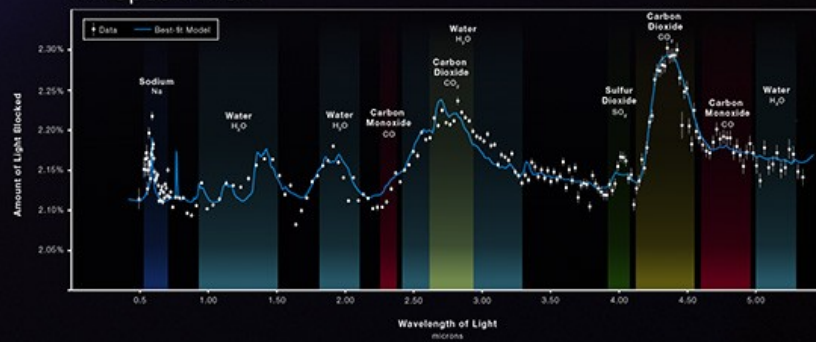 Data
Best-fit Model
Amount of Light Blocked
2.30%
2.25%
2.20%
2.15%
2.10%
2.05%
Sodium
Na
Water
H₂O
Water
H₂O
Carbon
Monoxide
CO
Water
H₂O
Carbon
Dioxide
CO₂
Sulfur
Dioxide
SO₂
Carbon
Dioxide
CO₂
Carbon
Monoxide
CO
Water
H₂O
0.5
1.00
1.50
2.00
2.50
3.00
3.50
4.00
4.50
5.00
Wavelength of Light
microns